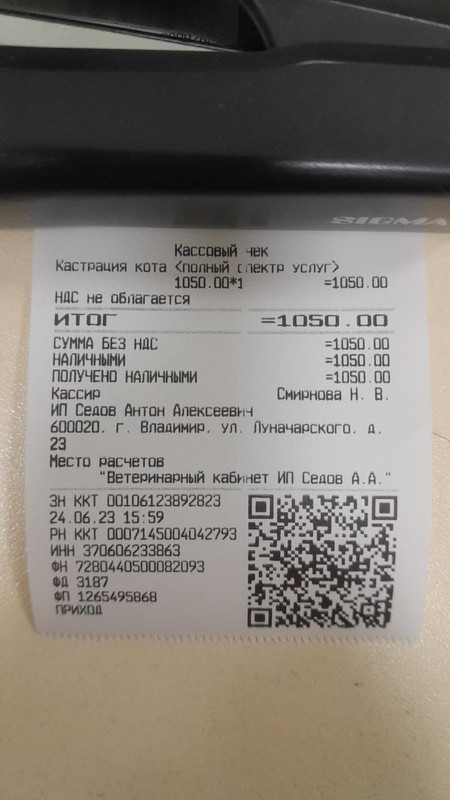 SIGMA
Кассовый чек
Кастрация кота <полный спектр услуг>
1050.00*1 =1050.00
НДС не облагается
ИТОГ =1050.00
СУММА БЕЗ НДС =1050.00
НАЛИЧНЫМИ =1050.00
ПОЛУЧЕНО НАЛИЧНЫМИ =1050.00
Кассир Смирнова Н. В.
ИП Седов Антон Алексеевич
600020. г. Владимир. ул. Луначарского. д.
23
Место расчетов
"Ветеринарный кабинет ИП Седов А.А."
ЗН ККТ 00106123892823
24.06.23 15:59
РН ККТ 0007145004042793
ИНН 370606233863
ФН 7280440500082093
ФД 3187
ФП 1265495868
ПРИХОД